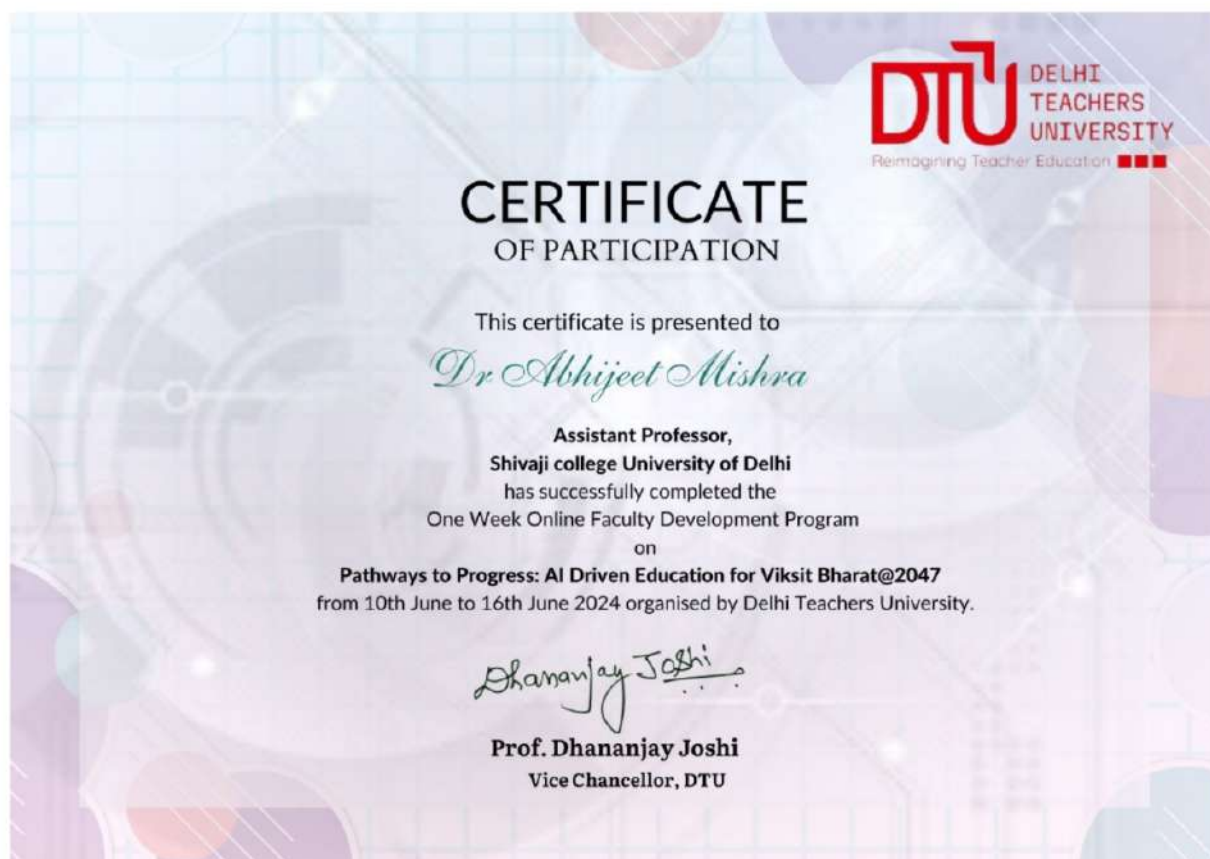 DTU
DELHI
TEACHERS
UNIVERSITY
Reimagining Teacher Education
CERTIFICATE
OF PARTICIPATION
This certificate is presented to
Dr Abhijeet Mishra
Assistant Professor,
Shivaji college University of Delhi
has successfully completed the
One Week Online Faculty Development Program
on
Pathways to Progress: AI Driven Education for Viksit Bharat@2047
from 10th June to 16th June 2024 organised by Delhi Teachers University.
Dhananjay Joshi
Prof. Dhananjay Joshi
Vice Chancellor, DTU